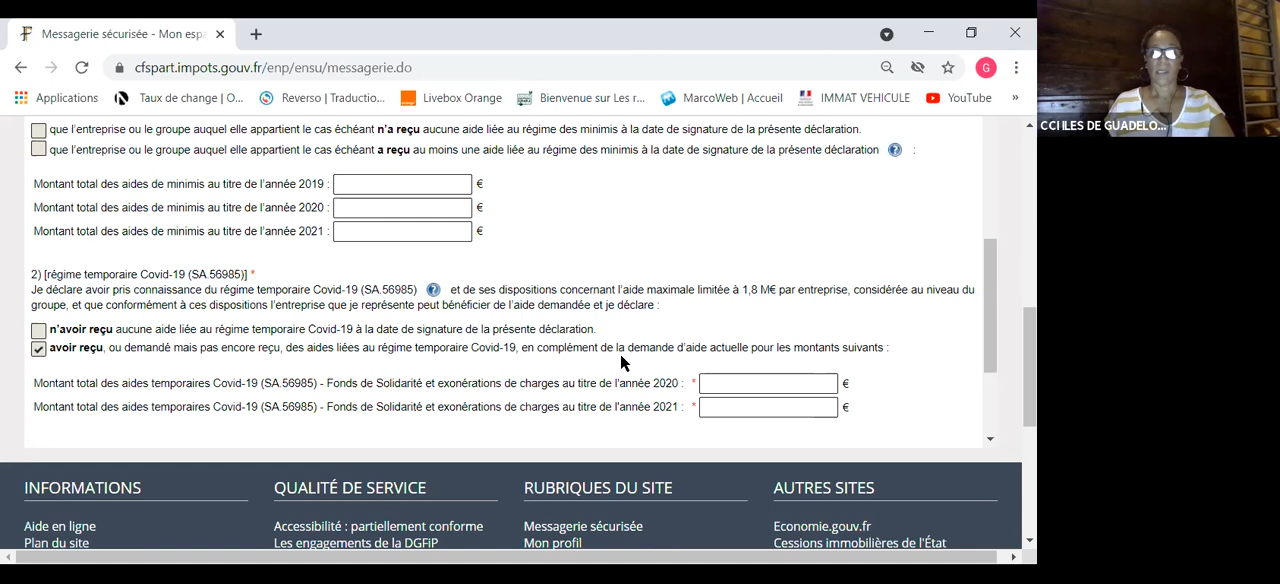 Messagerie sécurisée - Mon esp
cfspart.impots.gouv.fr/enp/ensu/messagerie.do
G
Applications
Taux de change | O...
Reverso | Traductio...
Livebox Orange
Bienvenue sur Les r...
MarcoWeb | Accueil
IMMAT VEHICULE
YouTube
»
CCI ILES DE GUADELO...
que l'entreprise ou le groupe auquel elle appartient le cas échéant n'a reçu aucune aide liée au régime des minimis à la date de signature de la présente déclaration.
que l'entreprise ou le groupe auquel elle appartient le cas échéant a reçu au moins une aide liée au régime des minimis à la date de signature de la présente déclaration ? :
Montant total des aides de minimis au titre de l'année 2019 : €
Montant total des aides de minimis au titre de l'année 2020 : €
Montant total des aides de minimis au titre de l'année 2021 : €
2) [régime temporaire Covid-19 (SA.56985)] *
Je déclare avoir pris connaissance du régime temporaire Covid-19 (SA.56985) ? et de ses dispositions concernant l'aide maximale limitée à 1,8 M€ par entreprise, considérée au niveau du
groupe, et que conformément à ces dispositions l'entreprise que je représente peut bénéficier de l'aide demandée et je déclare :
n'avoir reçu aucune aide liée au régime temporaire Covid-19 à la date de signature de la présente déclaration.
avoir reçu, ou demandé mais pas encore reçu, des aides liées au régime temporaire Covid-19, en complément de la demande d'aide actuelle pour les montants suivants :
Montant total des aides temporaires Covid-19 (SA.56985) - Fonds de Solidarité et exonérations de charges au titre de l'année 2020 : * €
Montant total des aides temporaires Covid-19 (SA.56985) - Fonds de Solidarité et exonérations de charges au titre de l'année 2021 : * €
INFORMATIONS
QUALITÉ DE SERVICE
RUBRIQUES DU SITE
AUTRES SITES
Aide en ligne
Accessibilité : partiellement conforme
Messagerie sécurisée
Economie.gouv.fr
Plan du site
Les engagements de la DGFiP
Mon profil
Cessions immobilières de l'État